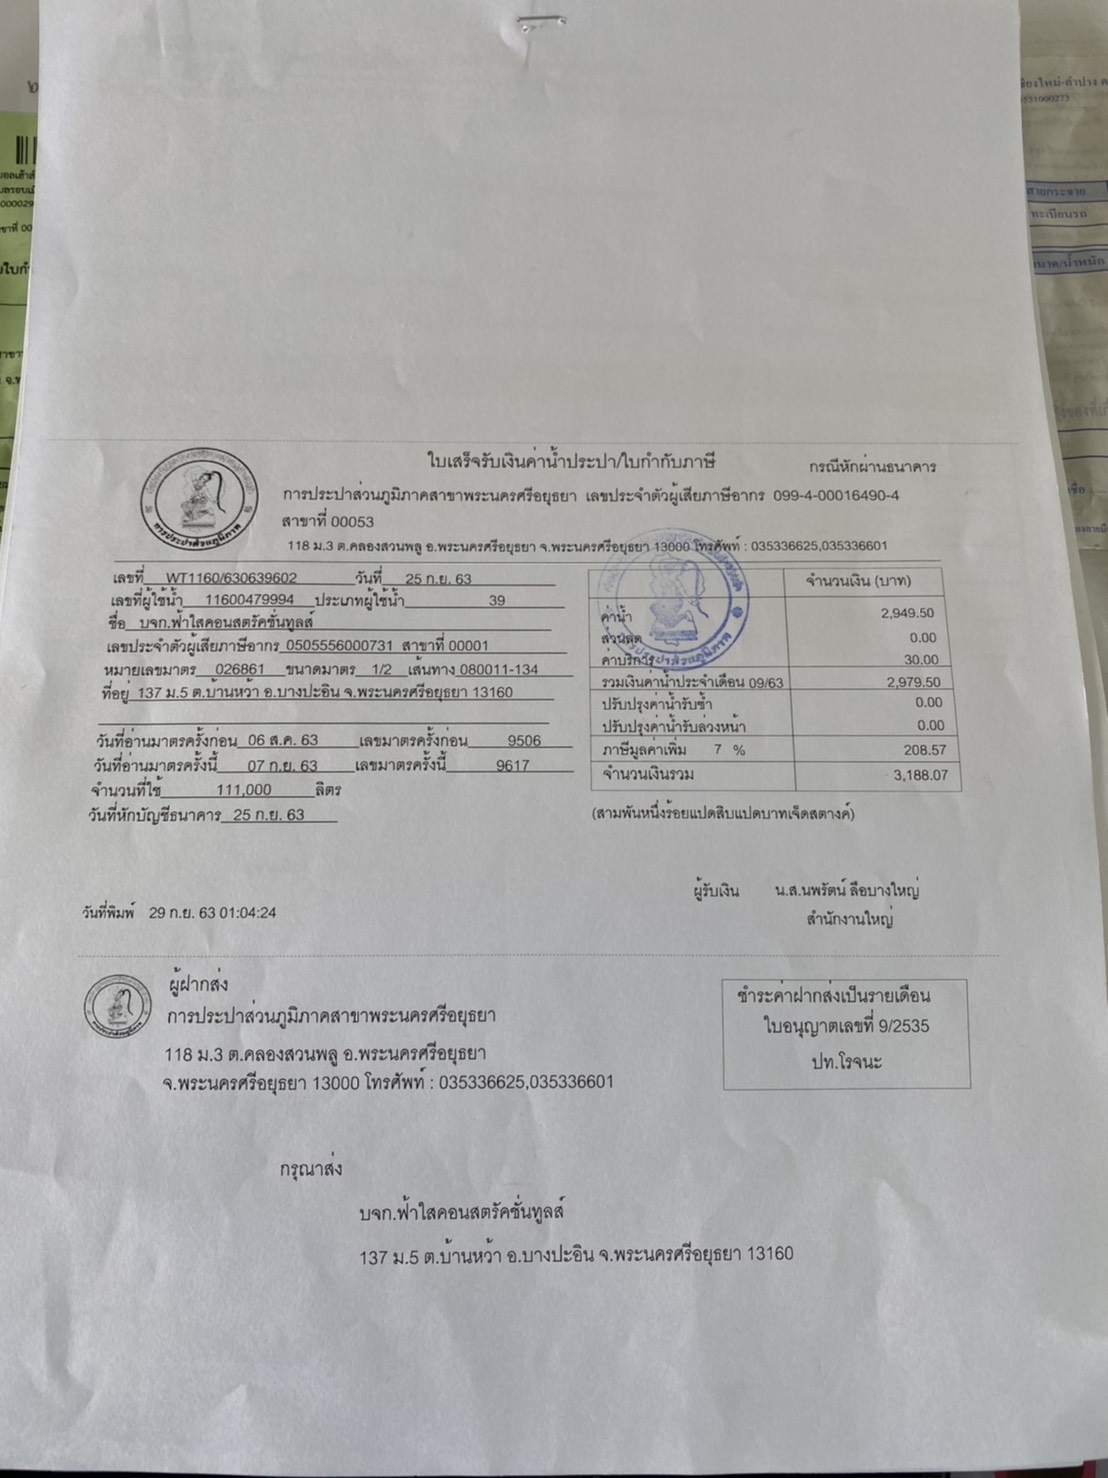 ใบเสร็จรับเงินค่าน้ำประปา/ใบกำกับภาษี
กรณีหักผ่านธนาคาร
การประปาส่วนภูมิภาคสาขาพระนครศรีอยุธยา เลขประจำตัวผู้เสียภาษีอากร 099-4-00016490-4
สาขาที่ 00053
118 ม.3 ต.คลองสวนพลู อ.พระนครศรีอยุธยา จ.พระนครศรีอยุธยา 13000 โทรศัพท์ : 035336625,035336601
การประปาส่วนภูมิภาค
เลขที่ WT1160/630639602 วันที่ 25 ก.ย. 63
เลขที่ผู้ใช้น้ำ 11600479994 ประเภทผู้ใช้น้ำ 39
ชื่อ บจก.ฟ้าใสคอนสตรัคชั่นทูลส์
เลขประจำตัวผู้เสียภาษีอากร 0505556000731 สาขาที่ 00001
หมายเลขมาตร 026861 ขนาดมาตร 1/2 เส้นทาง 080011-134
ที่อยู่ 137 ม.5 ต.บ้านหว้า อ.บางปะอิน จ.พระนครศรีอยุธยา 13160
วันที่อ่านมาตรครั้งก่อน 06 ส.ค. 63 เลขมาตรครั้งก่อน 9506
วันที่อ่านมาตรครั้งนี้ 07 ก.ย. 63 เลขมาตรครั้งนี้ 9617
จำนวนที่ใช้ 111,000 ลิตร
วันที่หักบัญชีธนาคาร 25 ก.ย. 63
จำนวนเงิน (บาท)
ค่าน้ำ 2,949.50
ส่วนลด 0.00
ค่าบริการ 30.00
รวมเงินค่าน้ำประจำเดือน 09/63 2,979.50
ปรับปรุงค่าน้ำรับซ้ำ 0.00
ปรับปรุงค่าน้ำรับล่วงหน้า 0.00
ภาษีมูลค่าเพิ่ม 7 % 208.57
จำนวนเงินรวม 3,188.07
(สามพันหนึ่งร้อยแปดสิบแปดบาทเจ็ดสตางค์)
ผู้รับเงิน น.ส.นพรัตน์ ลือบางใหญ่
สำนักงานใหญ่
วันที่พิมพ์ 29 ก.ย. 63 01:04:24
ผู้ฝากส่ง
การประปาส่วนภูมิภาคสาขาพระนครศรีอยุธยา
118 ม.3 ต.คลองสวนพลู อ.พระนครศรีอยุธยา
จ.พระนครศรีอยุธยา 13000 โทรศัพท์ : 035336625,035336601
ชำระค่าฝากส่งเป็นรายเดือน
ใบอนุญาตเลขที่ 9/2535
ปท.โรจนะ
กรุณาส่ง
บจก.ฟ้าใสคอนสตรัคชั่นทูลส์
137 ม.5 ต.บ้านหว้า อ.บางปะอิน จ.พระนครศรีอยุธยา 13160